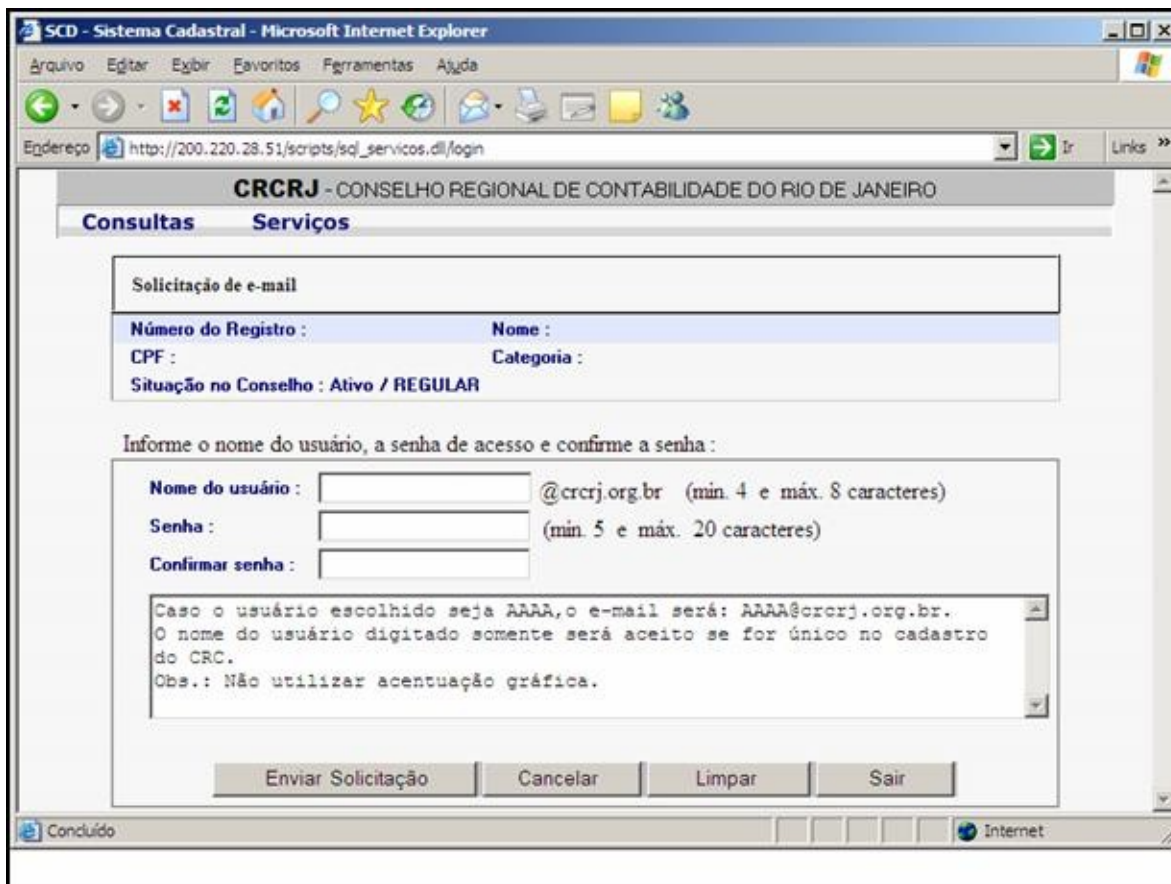 SCD - Sistema Cadastral - Microsoft Internet Explorer
Arquivo Editar Exibir Favoritos Ferramentas Ajuda
Endereço http://200.220.28.51/scripts/sql_servicos.dll/login Ir Links »
CRCRJ - CONSELHO REGIONAL DE CONTABILIDADE DO RIO DE JANEIRO
Consultas Serviços
Solicitação de e-mail
Número do Registro : Nome :
CPF : Categoria :
Situação no Conselho : Ativo / REGULAR
Informe o nome do usuário, a senha de acesso e confirme a senha :
Nome do usuário : @crcrj.org.br (min. 4 e máx. 8 caracteres)
Senha : (min. 5 e máx. 20 caracteres)
Confirmar senha :
Caso o usuário escolhido seja AAAA,o e-mail será: AAAA@crcrj.org.br.
O nome do usuário digitado somente será aceito se for único no cadastro
do CRC.
Obs.: Não utilizar acentuação gráfica.
Enviar Solicitação Cancelar Limpar Sair
Concluído Internet